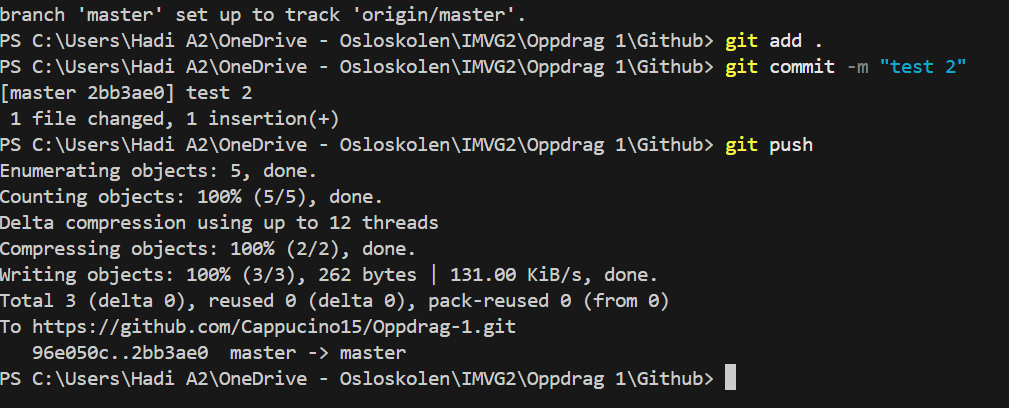 branch 'master' set up to track 'origin/master'.
PS C:\Users\Hadi A2\OneDrive - Osloskolen\IMVG2\Oppdrag 1\Github> git add .
PS C:\Users\Hadi A2\OneDrive - Osloskolen\IMVG2\Oppdrag 1\Github> git commit -m "test 2"
[master 2bb3ae0] test 2
 1 file changed, 1 insertion(+)
PS C:\Users\Hadi A2\OneDrive - Osloskolen\IMVG2\Oppdrag 1\Github> git push
Enumerating objects: 5, done.
Counting objects: 100% (5/5), done.
Delta compression using up to 12 threads
Compressing objects: 100% (2/2), done.
Writing objects: 100% (3/3), 262 bytes | 131.00 KiB/s, done.
Total 3 (delta 0), reused 0 (delta 0), pack-reused 0 (from 0)
To https://github.com/Cappucino15/Oppdrag-1.git
   96e050c..2bb3ae0  master -> master
PS C:\Users\Hadi A2\OneDrive - Osloskolen\IMVG2\Oppdrag 1\Github>